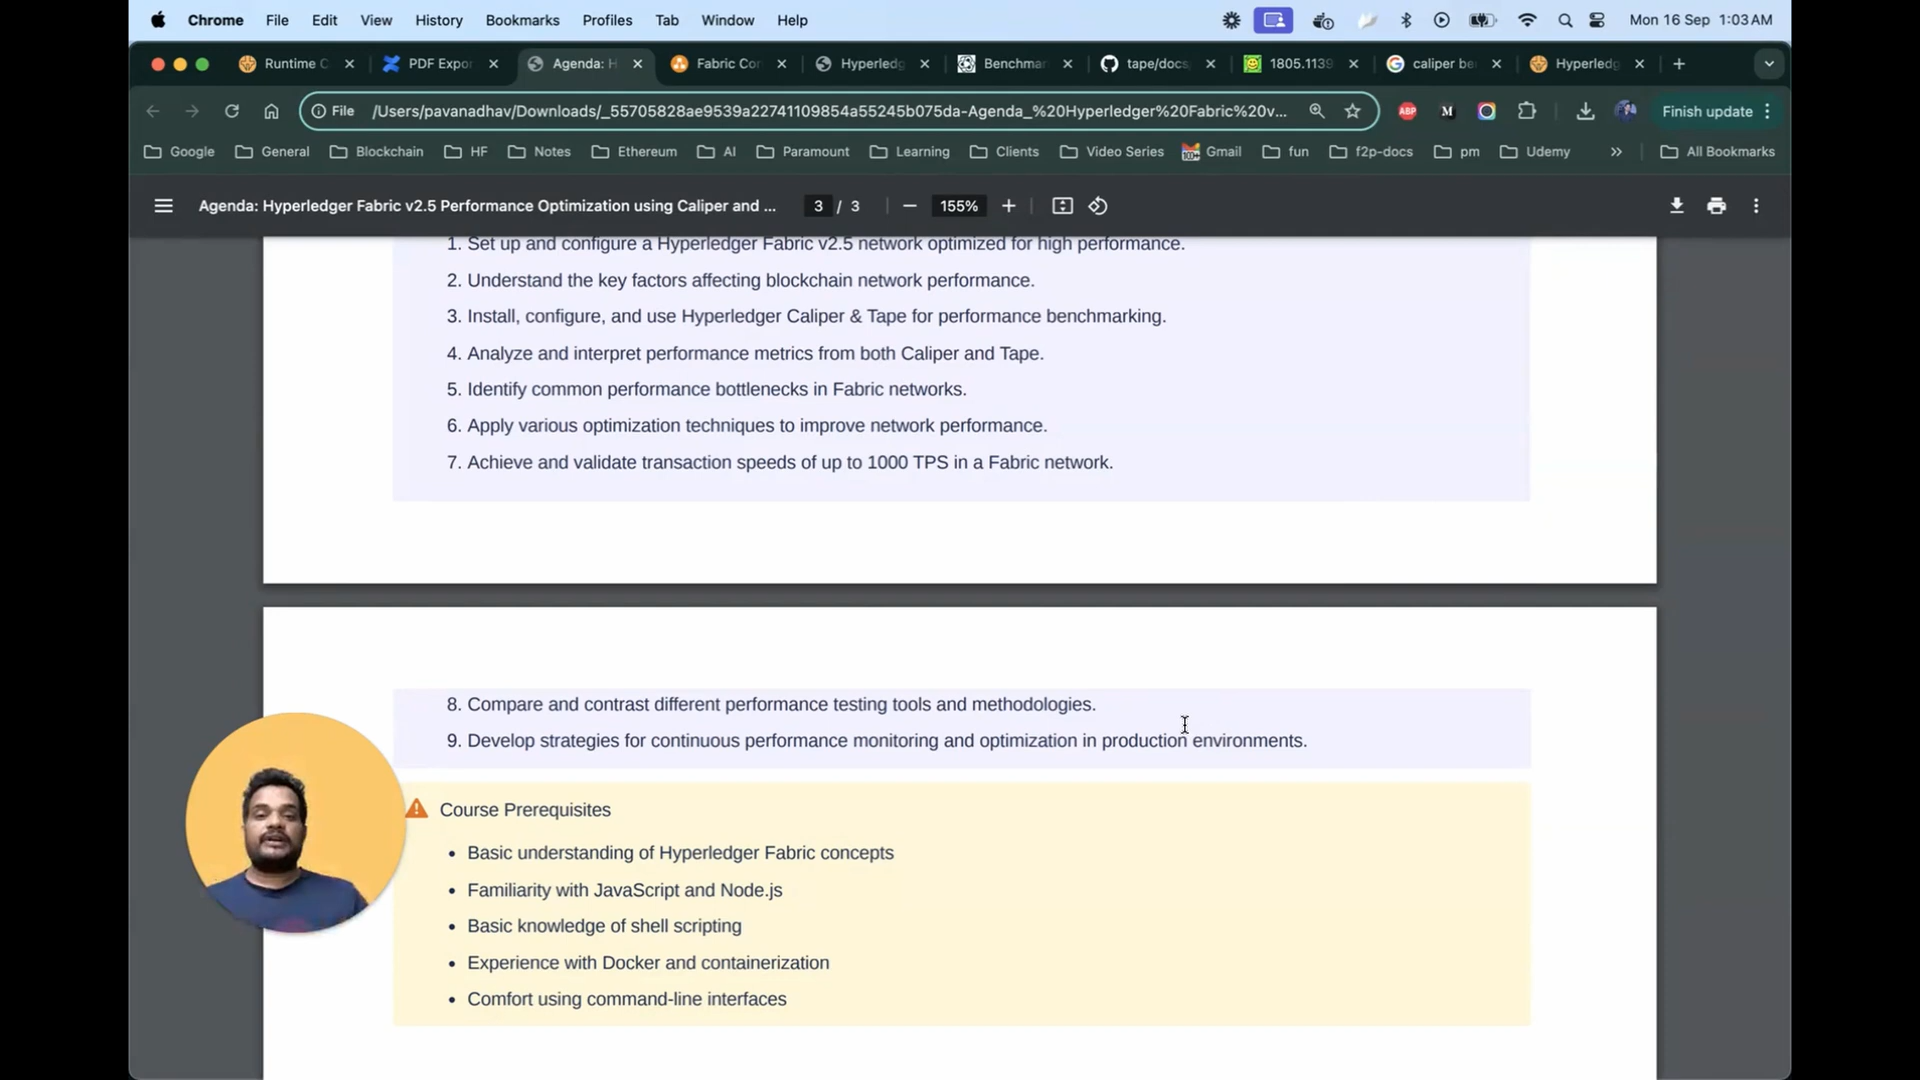 Chrome File Edit View History Bookmarks Profiles Tab Window Help Mon 16 Sep 1:03 AM
Runtime C PDF Expor Agenda: H Fabric Con Hyperledg Benchmar tape/docs 1805.1139 caliper be Hyperledg
File /Users/pavanadhav/Downloads/_55705828ae9539a22741109854a55245b075da-Agenda_%20Hyperledger%20Fabric%20v... ABP M Finish update
Google General Blockchain HF Notes Ethereum AI Paramount Learning Clients Video Series 100+ Gmail fun f2p-docs pm Udemy >> All Bookmarks
Agenda: Hyperledger Fabric v2.5 Performance Optimization using Caliper and ... 3 / 3 155%
1. Set up and configure a Hyperledger Fabric v2.5 network optimized for high performance.
2. Understand the key factors affecting blockchain network performance.
3. Install, configure, and use Hyperledger Caliper & Tape for performance benchmarking.
4. Analyze and interpret performance metrics from both Caliper and Tape.
5. Identify common performance bottlenecks in Fabric networks.
6. Apply various optimization techniques to improve network performance.
7. Achieve and validate transaction speeds of up to 1000 TPS in a Fabric network.
8. Compare and contrast different performance testing tools and methodologies.
9. Develop strategies for continuous performance monitoring and optimization in production environments.
Course Prerequisites
• Basic understanding of Hyperledger Fabric concepts
• Familiarity with JavaScript and Node.js
• Basic knowledge of shell scripting
• Experience with Docker and containerization
• Comfort using command-line interfaces